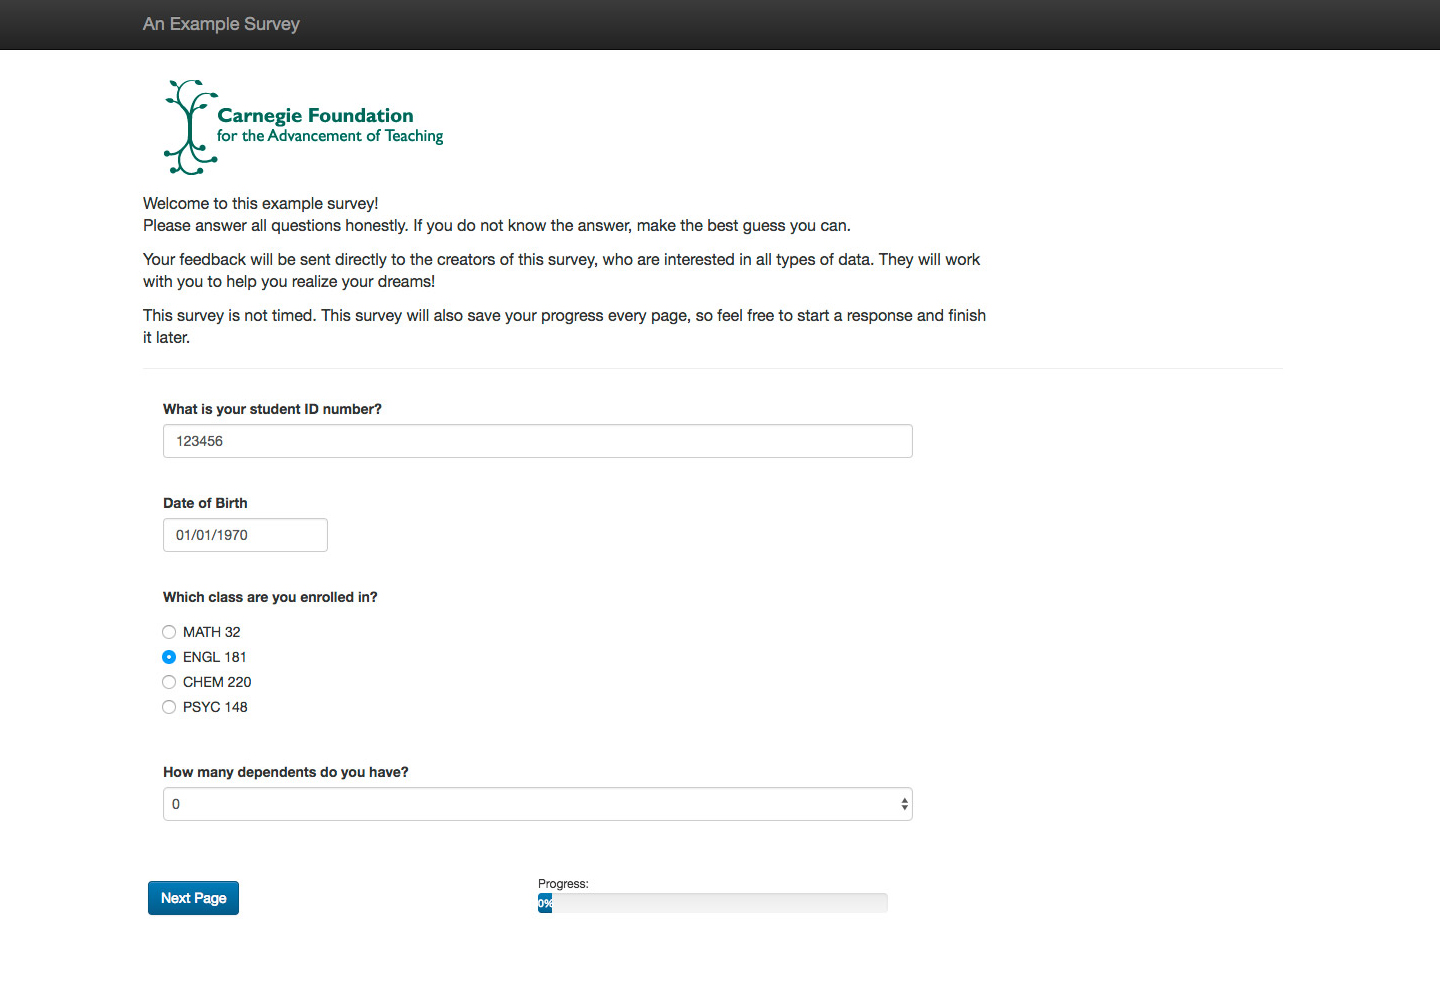 An Example Survey
Carnegie Foundation
for the Advancement of Teaching
Welcome to this example survey!
Please answer all questions honestly. If you do not know the answer, make the best guess you can.
Your feedback will be sent directly to the creators of this survey, who are interested in all types of data. They will work
with you to help you realize your dreams!
This survey is not timed. This survey will also save your progress every page, so feel free to start a response and finish
it later.
What is your student ID number?
123456
Date of Birth
01/01/1970
Which class are you enrolled in?
MATH 32
ENGL 181
CHEM 220
PSYC 148
How many dependents do you have?
0
Next Page
Progress:
0%